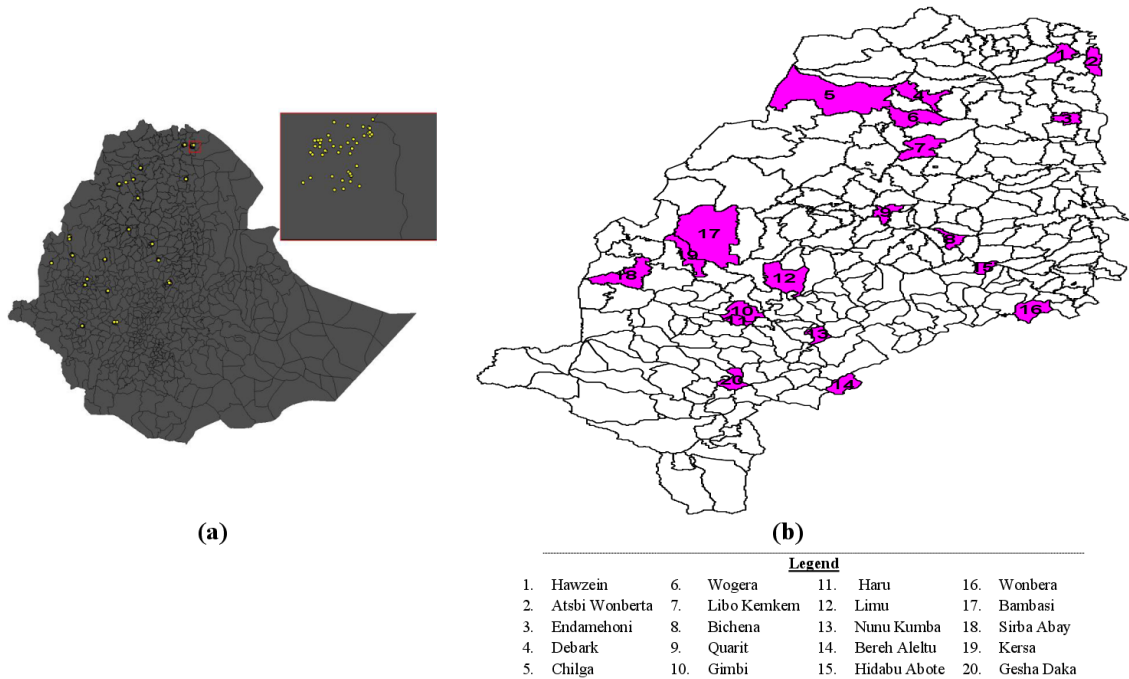 1
2
5
4
6
3
7
9
17
8
19
15
18
12
10
16
11
13
20
14
(a)
(b)
Legend
1. Hawzein 6. Wogera 11. Haru 16. Wonbera
2. Atsbi Wonberta 7. Libo Kemkem 12. Limu 17. Bambasi
3. Endamehoni 8. Bichena 13. Nunu Kumba 18. Sirba Abay
4. Debark 9. Quarit 14. Bereh Aleltu 19. Kersa
5. Chilga 10. Gimbi 15. Hidabu Abote 20. Gesha Daka